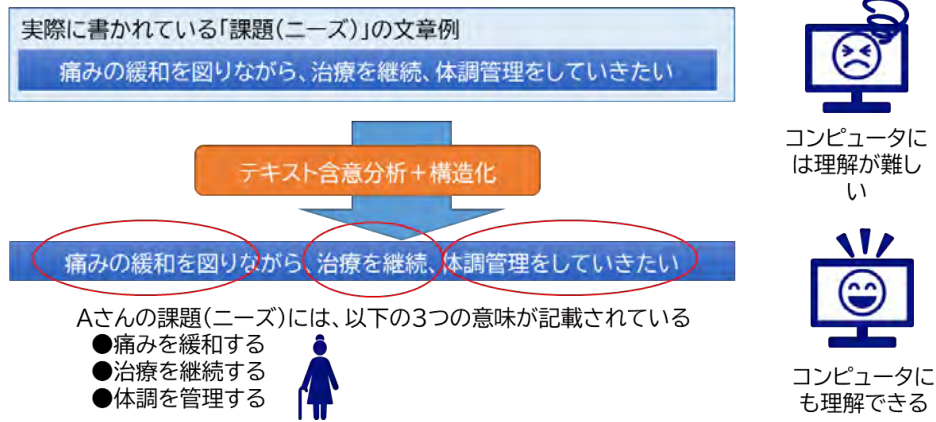 実際に書かれている「課題(ニーズ)」の文章例
痛みの緩和を図りながら、治療を継続、体調管理をしていきたい
コンピュータに
は理解が難し
い
テキスト含意分析＋構造化
痛みの緩和を図りながら、治療を継続、体調管理をしていきたい
Aさんの課題(ニーズ)には、以下の3つの意味が記載されている
●痛みを緩和する
●治療を継続する
●体調を管理する
コンピュータに
も理解できる